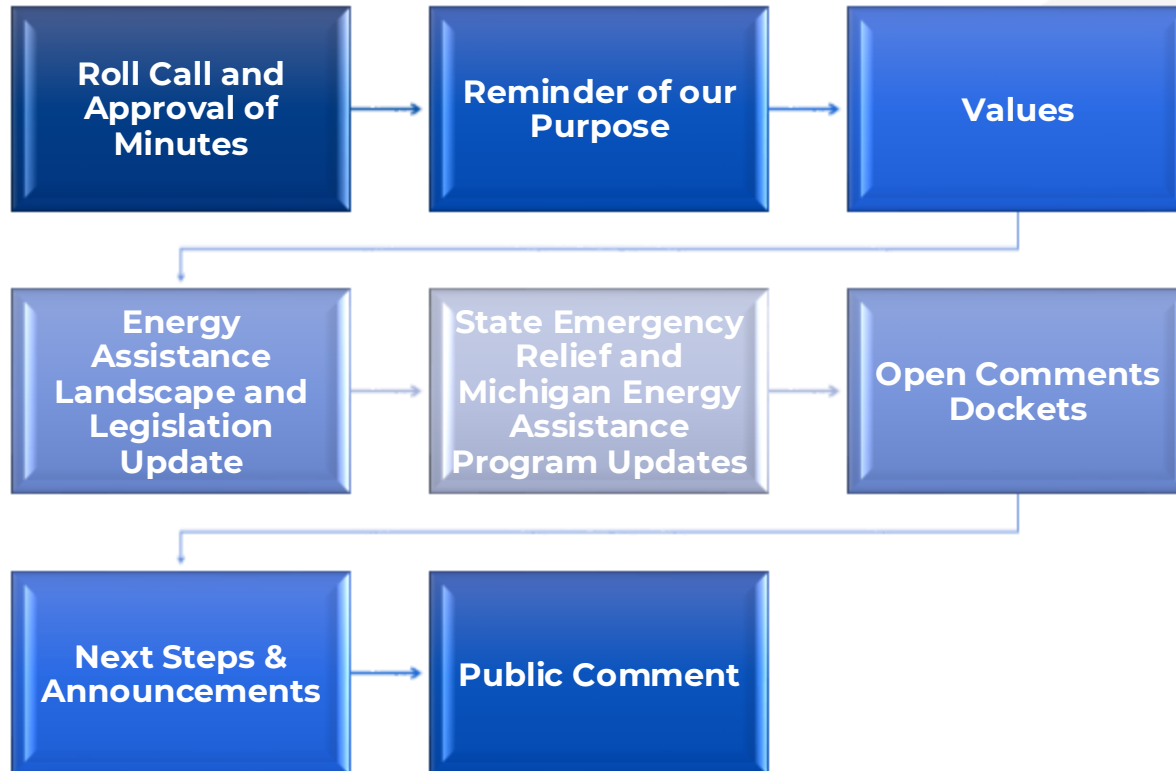 Roll Call and
Approval of
Minutes
Reminder of our
Purpose
Values
Energy
Assistance
Landscape and
Legislation
Update
State Emergency
Relief and
Michigan Energy
Assistance
Program Updates
Open Comments
Dockets
Next Steps &
Announcements
Public Comment